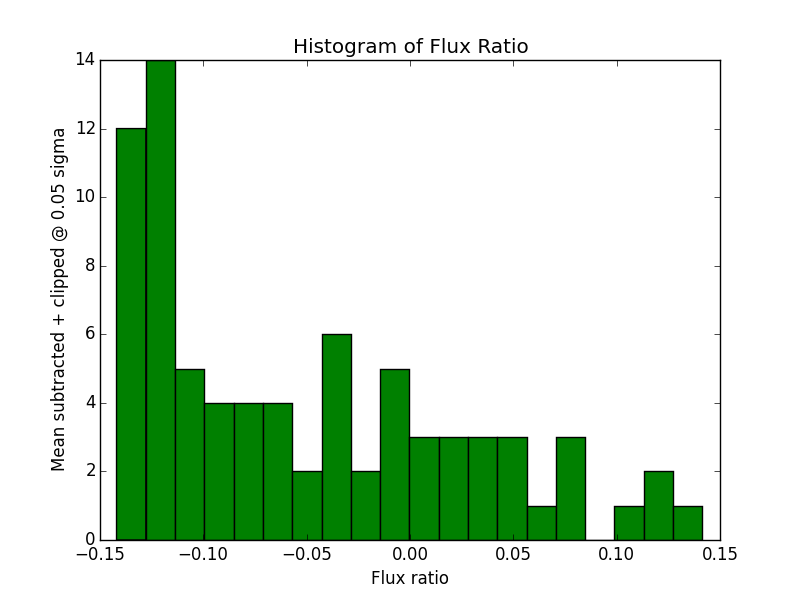 Histogram of Flux Ratio
14
12
10
8
6
4
2
0
Mean subtracted + clipped @ 0.05 sigma
−0.15 −0.10 −0.05 0.00 0.05 0.10 0.15
Flux ratio